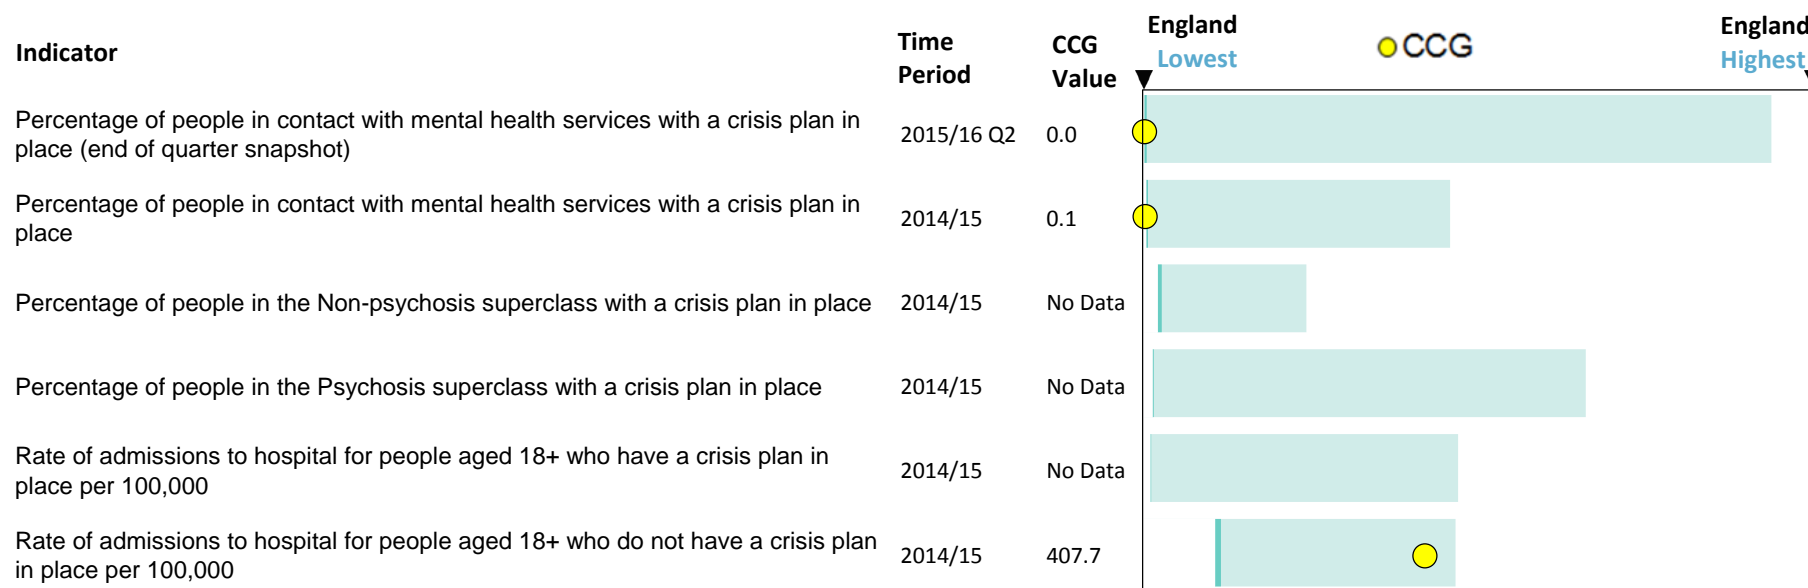 Indicator
Time Period
CCG Value
England Lowest
CCG
England Highest
Percentage of people in contact with mental health services with a crisis plan in
place (end of quarter snapshot)
2015/16 Q2
0.0
Percentage of people in contact with mental health services with a crisis plan in
place
2014/15
0.1
Percentage of people in the Non-psychosis superclass with a crisis plan in place
2014/15
No Data
Percentage of people in the Psychosis superclass with a crisis plan in place
2014/15
No Data
Rate of admissions to hospital for people aged 18+ who have a crisis plan in
place per 100,000
2014/15
No Data
Rate of admissions to hospital for people aged 18+ who do not have a crisis plan
in place per 100,000
2014/15
407.7